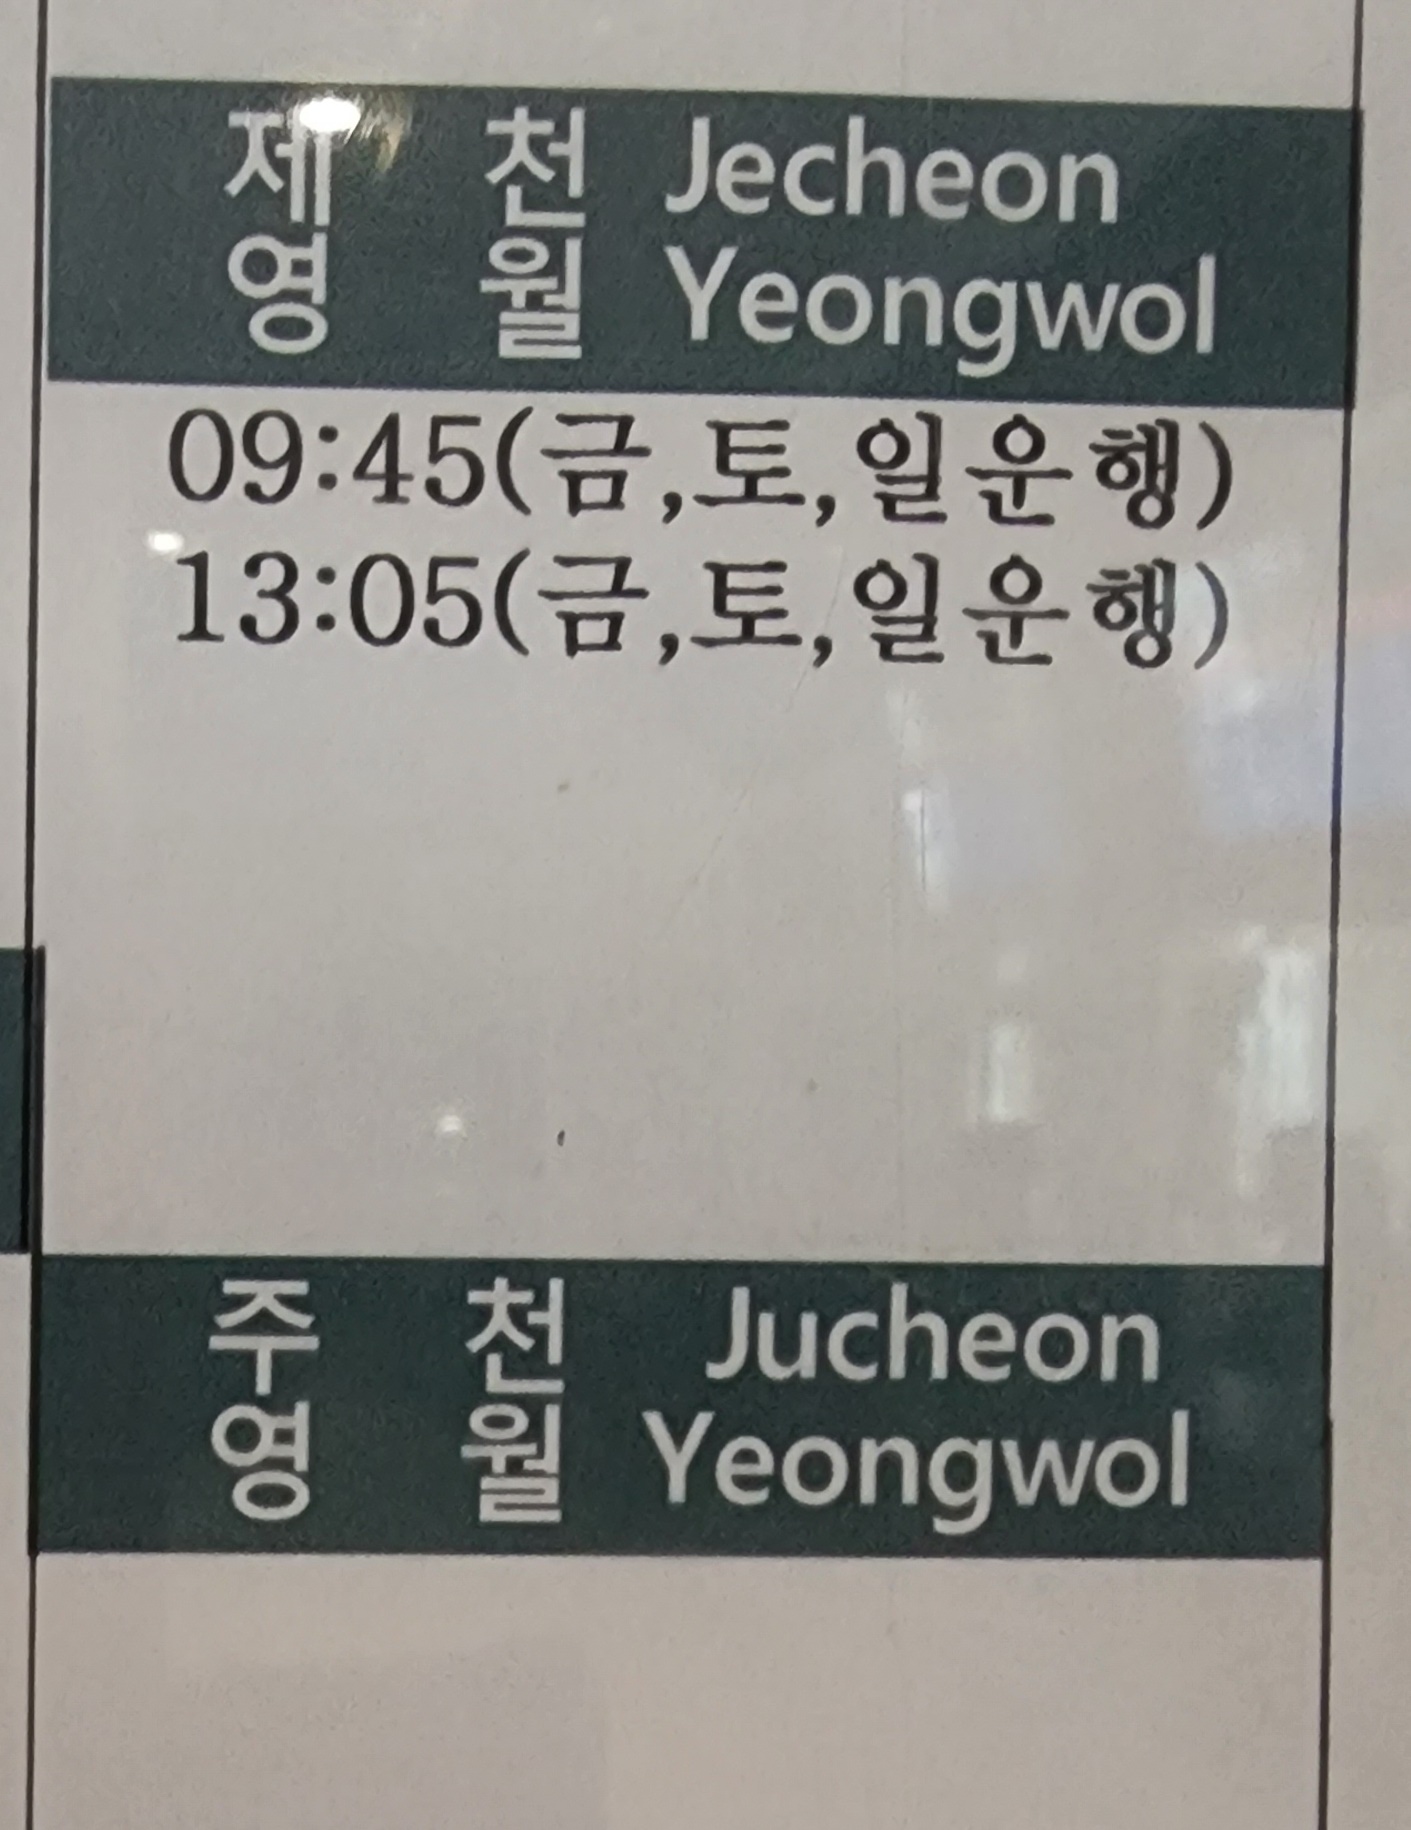 제 천 Jecheon
영 월 Yeongwol
09:45(금,토,일운행)
13:05(금,토,일운행)
주 천 Jucheon
영 월 Yeongwol